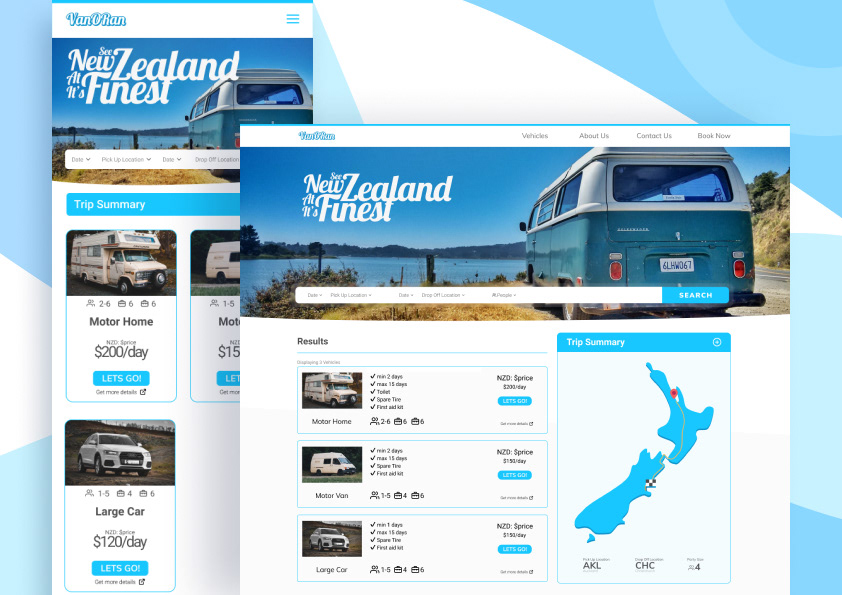 VanO'Kan
See
New Zealand
At
It's Finest
Date
Pick Up Location
Date
Drop Off Location
Trip Summary
2-6 6 6
Motor Home
NZD: $price
$200/day
LETS GO!
Get more details
1-5
Mot
$15
LET
Get mor
1-5 4 6
Large Car
NZD: $price
$120/day
LETS GO!
Get more details
Vehicles
About Us
Contact Us
Book Now
See
New Zealand
At
It's Finest
VOLKSWAGEN
6LHW067
Date
Pick Up Location
Date
Drop Off Location
#People
SEARCH
Results
Displaying 3 Vehicles
min 2 days
max 15 days
Toilet
Spare Tire
First aid kit
NZD: $price
$200/day
LETS GO!
Motor Home
2-6 6 6
Get more details
min 2 days
max 15 days
Spare Tire
First aid kit
NZD: $price
$150/day
LETS GO!
Motor Van
1-5 4 6
Get more details
min 1 days
max 15 days
Spare Tire
First aid kit
NZD: $price
$150/day
LETS GO!
Large Car
1-5 4 6
Get more details
Trip Summary
Pick Up Location
AKL
Drop Off Location
CHC
Party Size
4